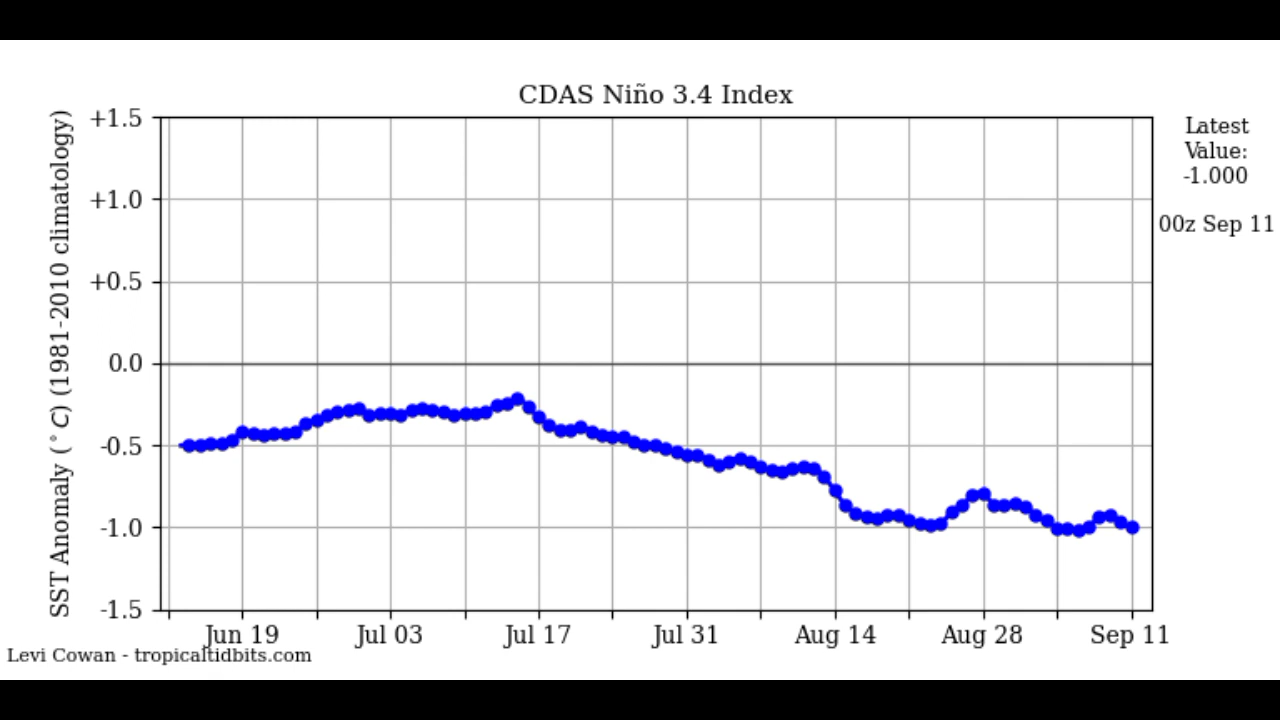 CDAS Niño 3.4 Index
SST Anomaly (°C) (1981-2010 climatology)
+1.5
+1.0
+0.5
0.0
-0.5
-1.0
-1.5
Jun 19 Jul 03 Jul 17 Jul 31 Aug 14 Aug 28 Sep 11
Latest
Value:
-1.000
00z Sep 11
Levi Cowan - tropicaltidbits.com